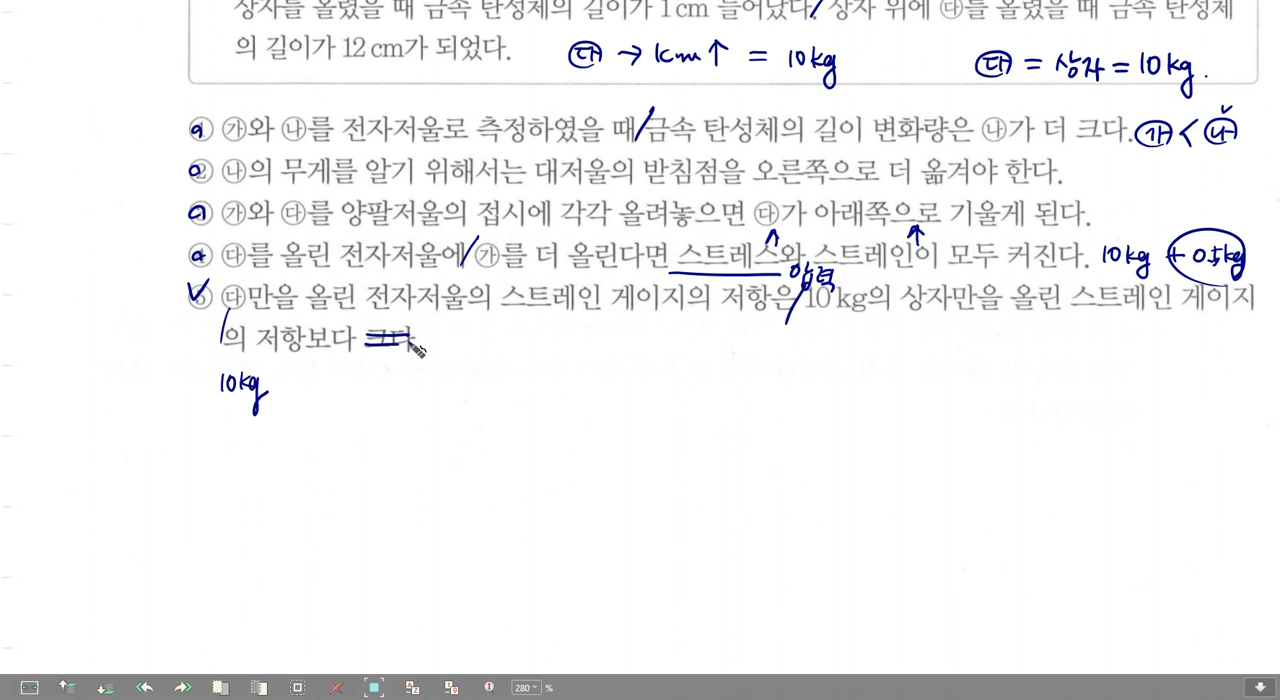 상자를 올렸을 때 금속 탄성체의 길이가 1 cm 늘어났다. 상자 위에 ㉰를 올렸을 때 금속 탄성체
의 길이가 12 cm가 되었다.
㉰ → 1cm ↑ = 10kg
㉰ = 상자 = 10kg.
① ㉮와 ㉯를 전자저울로 측정하였을 때 금속 탄성체의 길이 변화량은 ㉯가 더 크다. ㉮ < ㉯
② ㉯의 무게를 알기 위해서는 대저울의 받침점을 오른쪽으로 더 옮겨야 한다.
③ ㉮와 ㉰를 양팔저울의 접시에 각각 올려놓으면 ㉰가 아래쪽으로 기울게 된다.
④ ㉰를 올린 전자저울에 ㉮를 더 올린다면 스트레스와 스트레인이 모두 커진다. 10kg + 0.5kg
압력
⑤ ㉰만을 올린 전자저울의 스트레인 게이지의 저항은 10 kg의 상자만을 올린 스트레인 게이지
의 저항보다 크다.
10kg
280 %